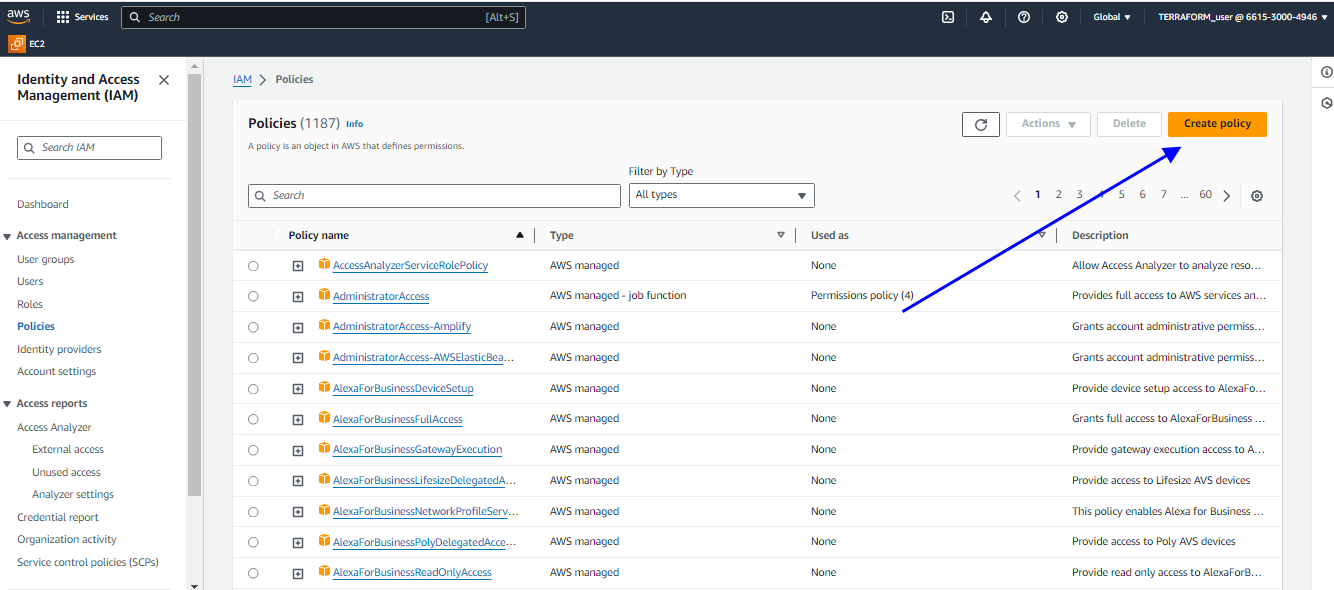 aws Services Search [Alt+S] Global TERRAFORM_user @ 6615-3000-4946
EC2
Identity and Access
Management (IAM)
Search IAM
Dashboard
Access management
User groups
Users
Roles
Policies
Identity providers
Account settings
Access reports
Access Analyzer
External access
Unused access
Analyzer settings
Credential report
Organization activity
Service control policies (SCPs)
IAM > Policies
Policies (1187) Info
A policy is an object in AWS that defines permissions.
Actions Delete Create policy
Filter by Type
Search All types
1 2 3 4 5 6 7 ... 60
Policy name Type Used as Description
AccessAnalyzerServiceRolePolicy AWS managed None Allow Access Analyzer to analyze reso...
AdministratorAccess AWS managed - job function Permissions policy (4) Provides full access to AWS services an...
AdministratorAccess-Amplify AWS managed None Grants account administrative permiss...
AdministratorAccess-AWSElasticBea... AWS managed None Grants account administrative permiss...
AlexaForBusinessDeviceSetup AWS managed None Provide device setup access to AlexaFo...
AlexaForBusinessFullAccess AWS managed None Grants full access to AlexaForBusiness ...
AlexaForBusinessGatewayExecution AWS managed None Provide gateway execution access to A...
AlexaForBusinessLifesizeDelegatedA... AWS managed None Provide access to Lifesize AVS devices
AlexaForBusinessNetworkProfileServ... AWS managed None This policy enables Alexa for Business ...
AlexaForBusinessPolyDelegatedAcce... AWS managed None Provide access to Poly AVS devices
AlexaForBusinessReadOnlyAccess AWS managed None Provide read only access to AlexaForB...